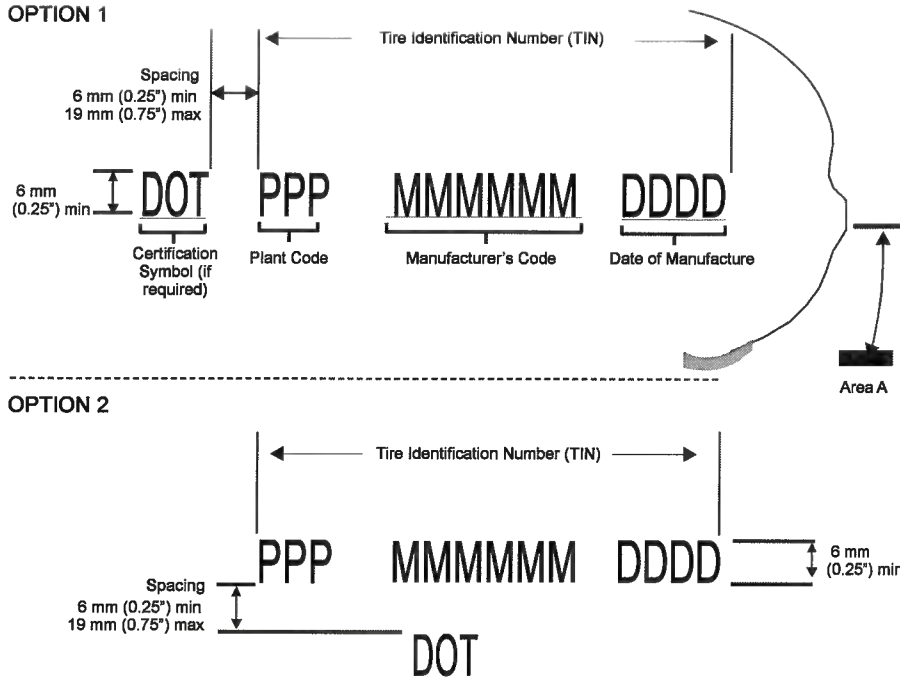 OPTION 1
Tire Identification Number (TIN)
Spacing
6 mm (0.25") min
19 mm (0.75") max
6 mm
(0.25") min
DOT PPP MMMMMM DDDD
Certification
Symbol (if
required)
Plant Code
Manufacturer's Code
Date of Manufacture
Area A
OPTION 2
Tire Identification Number (TIN)
PPP MMMMMM DDDD
6 mm
(0.25") min
Spacing
6 mm (0.25") min
19 mm (0.75") max
DOT